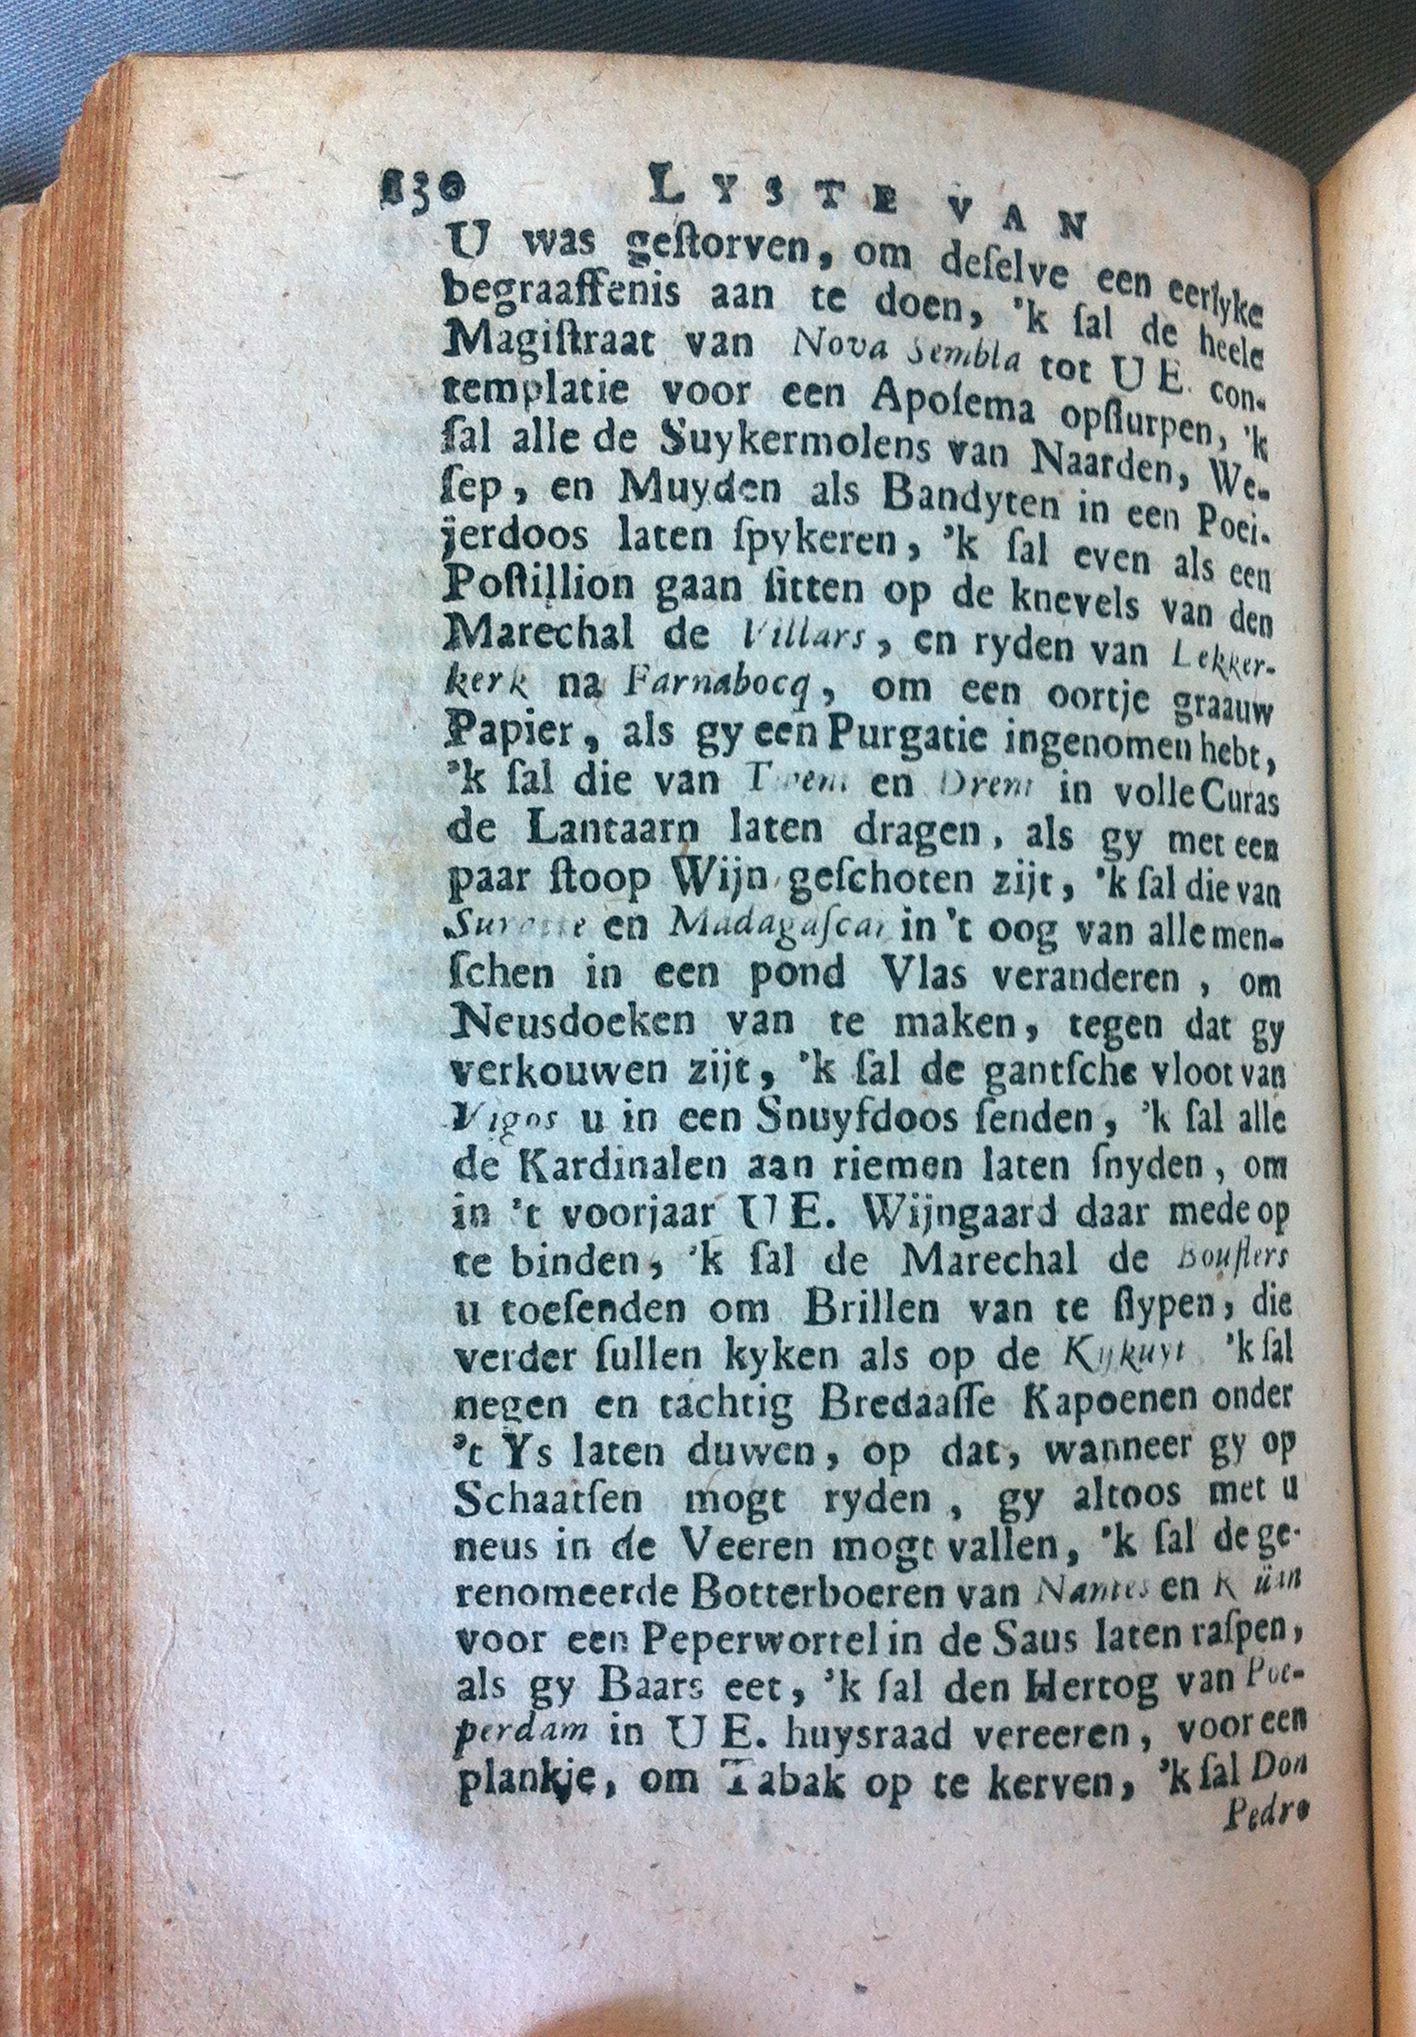 130 LYSTE VAN
U was geſtorven, om deſelve een eerlyke
begraaffenis aan te doen, 'k ſal de heele
Magiſtraat van Nova Sembla tot UE. con-
templatie voor een Apoſema opſlurpen, 'k
ſal alle de Suykermolens van Naarden, We-
ſep, en Muyden als Bandyten in een Poei-
jerdoos laten ſpykeren, 'k ſal even als een
Poſtillion gaan ſitten op de knevels van den
Marechal de Villars, en ryden van Lekker-
kerk na Farnabocq, om een oortje graauw
Papier, als gy een Purgatie ingenomen hebt,
'k ſal die van Twent en Drent in volle Curas
de Lantaarn laten dragen, als gy met een
paar ſtoop Wijn geſchoten zijt, 'k ſal die van
Suratte en Madagaſcar in 't oog van alle men-
ſchen in een pond Vlas veranderen, om
Neusdoeken van te maken, tegen dat gy
verkouwen zijt, 'k ſal de gantſche vloot van
Vigos u in een Snuyfdoos ſenden, 'k ſal alle
de Kardinalen aan riemen laten ſnyden, om
in 't voorjaar UE. Wijngaard daar mede op
te binden, 'k ſal de Marechal de Bouflers
u toeſenden om Brillen van te ſlypen, die
verder ſullen kyken als op de Kykuyt 'k ſal
negen en tachtig Bredaaſſe Kapoenen onder
't Ys laten duwen, op dat, wanneer gy op
Schaatſen mogt ryden, gy altoos met u
neus in de Veeren mogt vallen, 'k ſal de ge-
renomeerde Botterboeren van Nantes en
voor een Peperwortel in de Saus laten raſpen,
als gy Baars eet, 'k ſal den Hertog van Poe-
perdam in UE. huysraad vereeren, voor een
plankje, om Tabak op te kerven, 'k ſal Don
Pedro